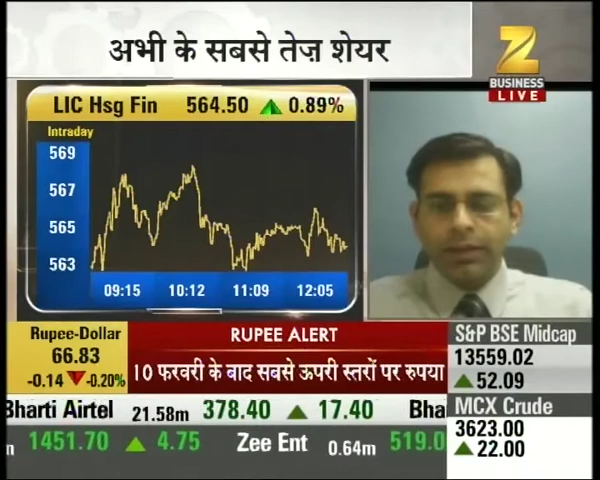 अभी के सबसे तेज़ शेयर
Z
BUSINESS
LIVE
LIC Hsg Fin 564.50 0.89%
Intraday
569
567
565
563
09:15 10:12 11:09 12:05
Rupee-Dollar
66.83
-0.14 -0.20%
RUPEE ALERT
10 फरवरी के बाद सबसे ऊपरी स्तरों पर रुपया
S&P BSE Midcap
13559.02
52.09
MCX Crude
3623.00
22.00
Bharti Airtel 21.58m 378.40 17.40 Bha
m 1451.70 4.75 Zee Ent 0.64m 519.0